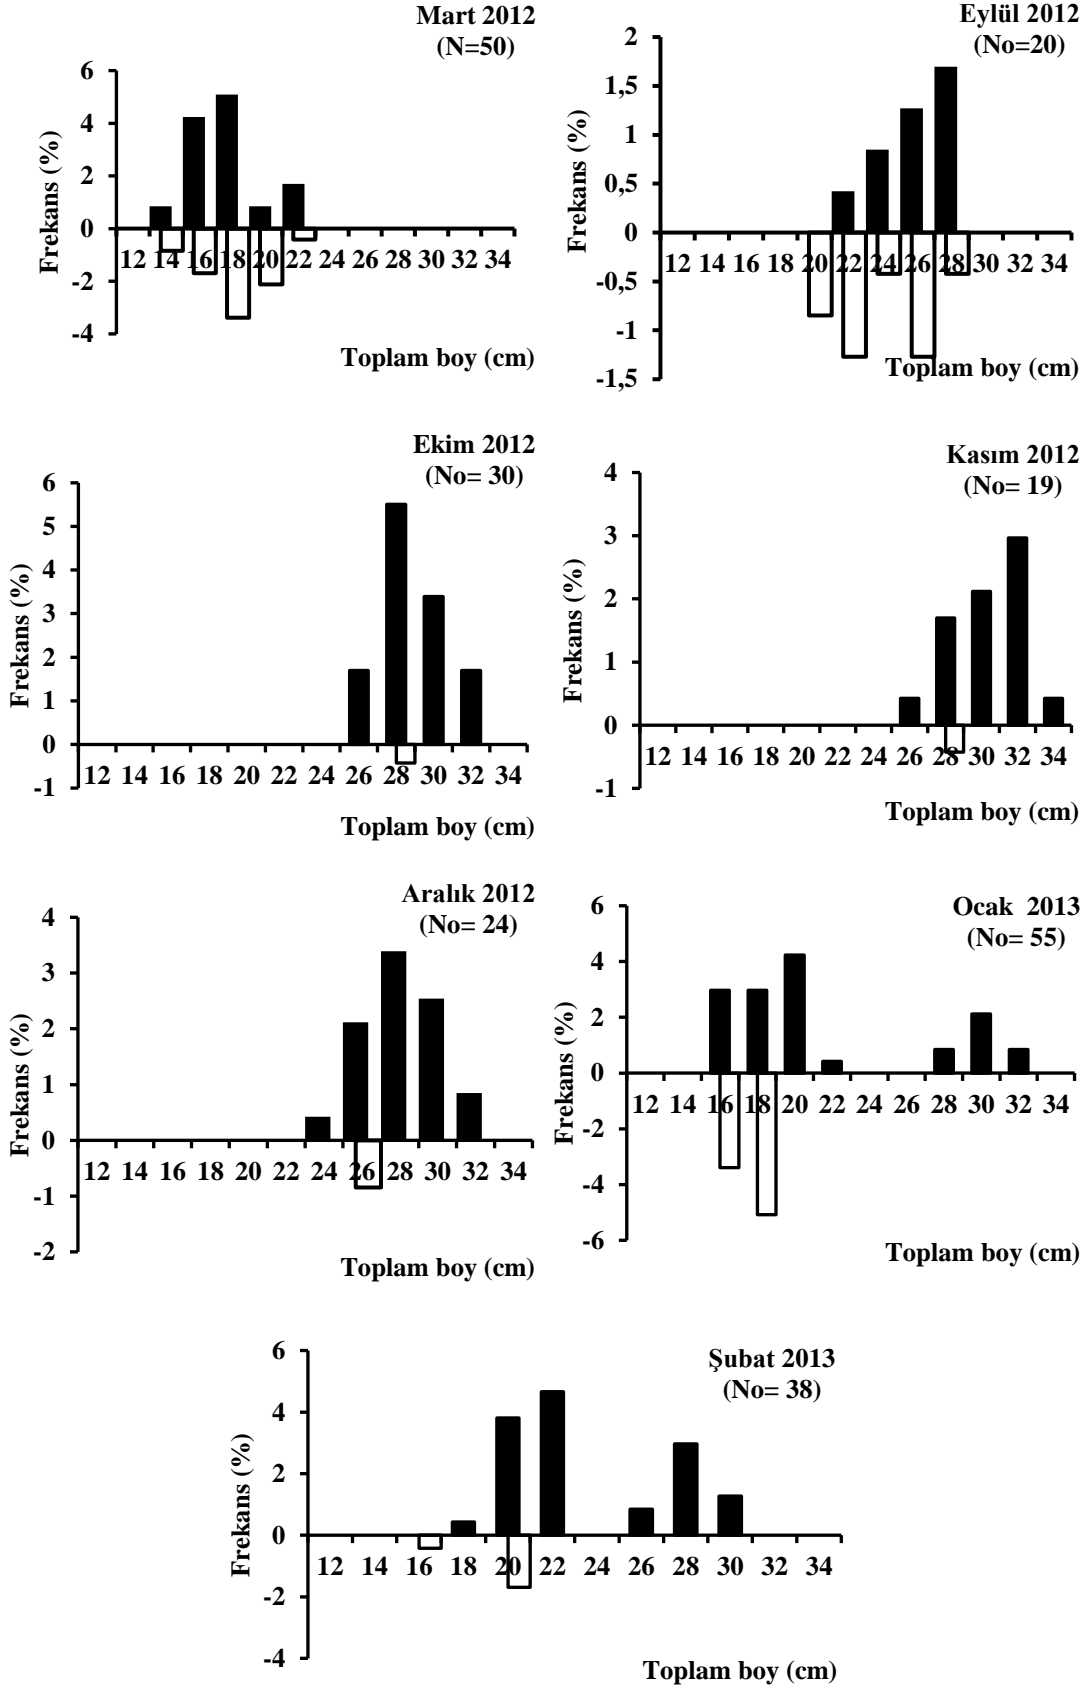 Mart 2012
(N=50)
6
4
2
0
-2
-4
Frekans (%)
12 14 16 18 20 22 24 26 28 30 32 34
Toplam boy (cm)
Eylül 2012
(No=20)
2
1,5
1
0,5
0
-0,5
-1
-1,5
Frekans (%)
12 14 16 18 20 22 24 26 28 30 32 34
Toplam boy (cm)
Ekim 2012
(No= 30)
6
5
4
3
2
1
0
-1
Frekans (%)
12 14 16 18 20 22 24 26 28 30 32 34
Toplam boy (cm)
Kasım 2012
(No= 19)
4
3
2
1
0
-1
Frekans (%)
12 14 16 18 20 22 24 26 28 30 32 34
Toplam boy (cm)
Aralık 2012
(No= 24)
4
3
2
1
0
-1
-2
Frekans (%)
12 14 16 18 20 22 24 26 28 30 32 34
Toplam boy (cm)
Ocak 2013
(No= 55)
6
4
2
0
-2
-4
-6
Frekans (%)
12 14 16 18 20 22 24 26 28 30 32 34
Toplam boy (cm)
Şubat 2013
(No= 38)
6
4
2
0
-2
-4
Frekans (%)
12 14 16 18 20 22 24 26 28 30 32 34
Toplam boy (cm)